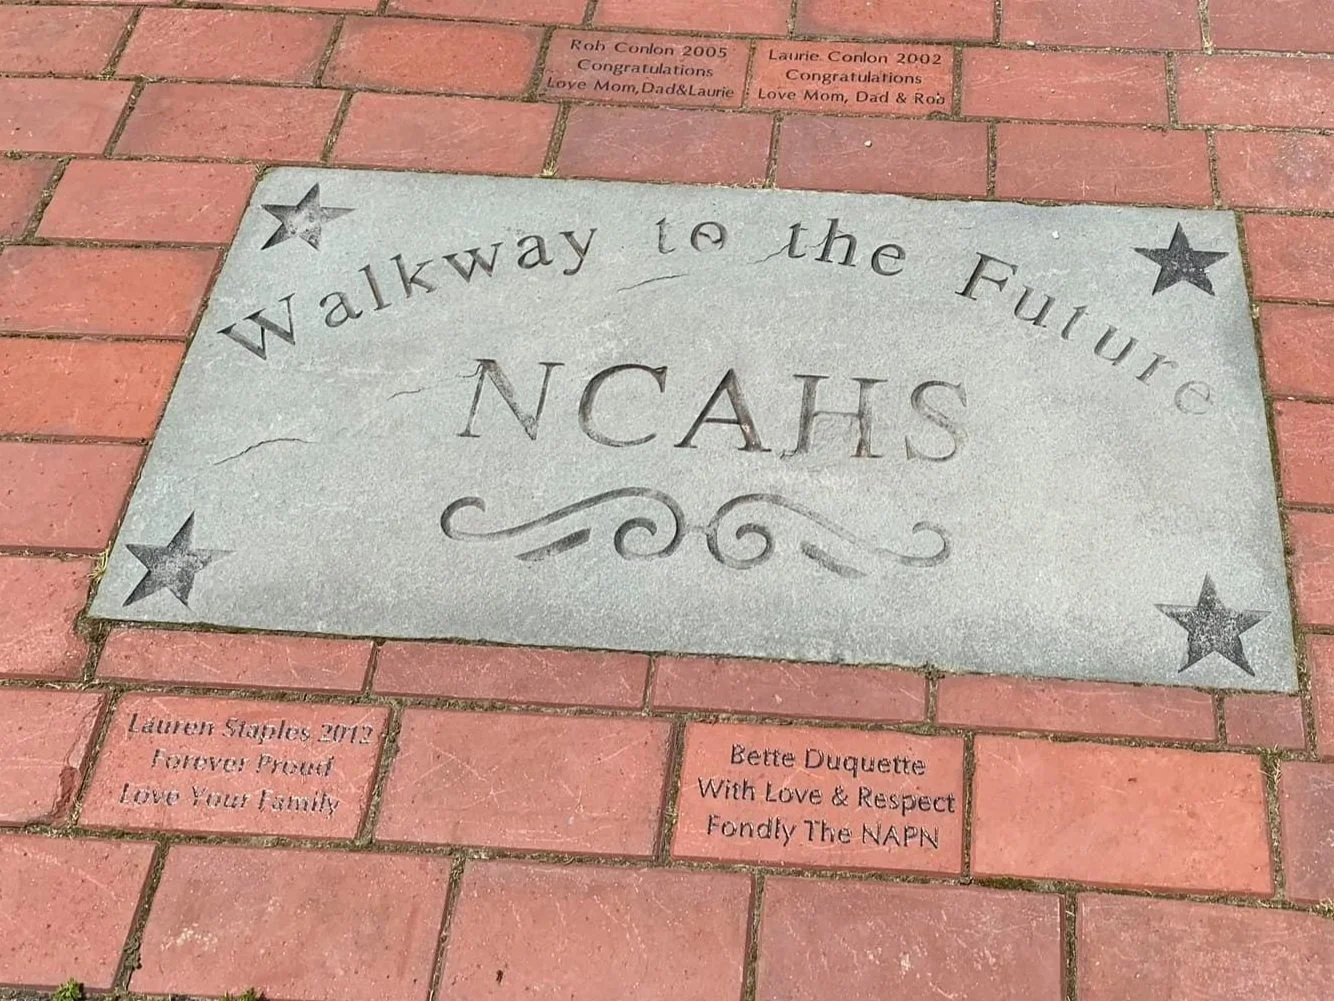 Rob Conlon 2005
Congratulations
Love Mom,Dad&Laurie
Laurie Conlon 2002
Congratulations
Love Mom, Dad & Rob
Walkway to the Future
NCAHS
Lauren Staples 2012
Forever Proud
Love Your Family
Bette Duquette
With Love & Respect
Fondly The NAPN